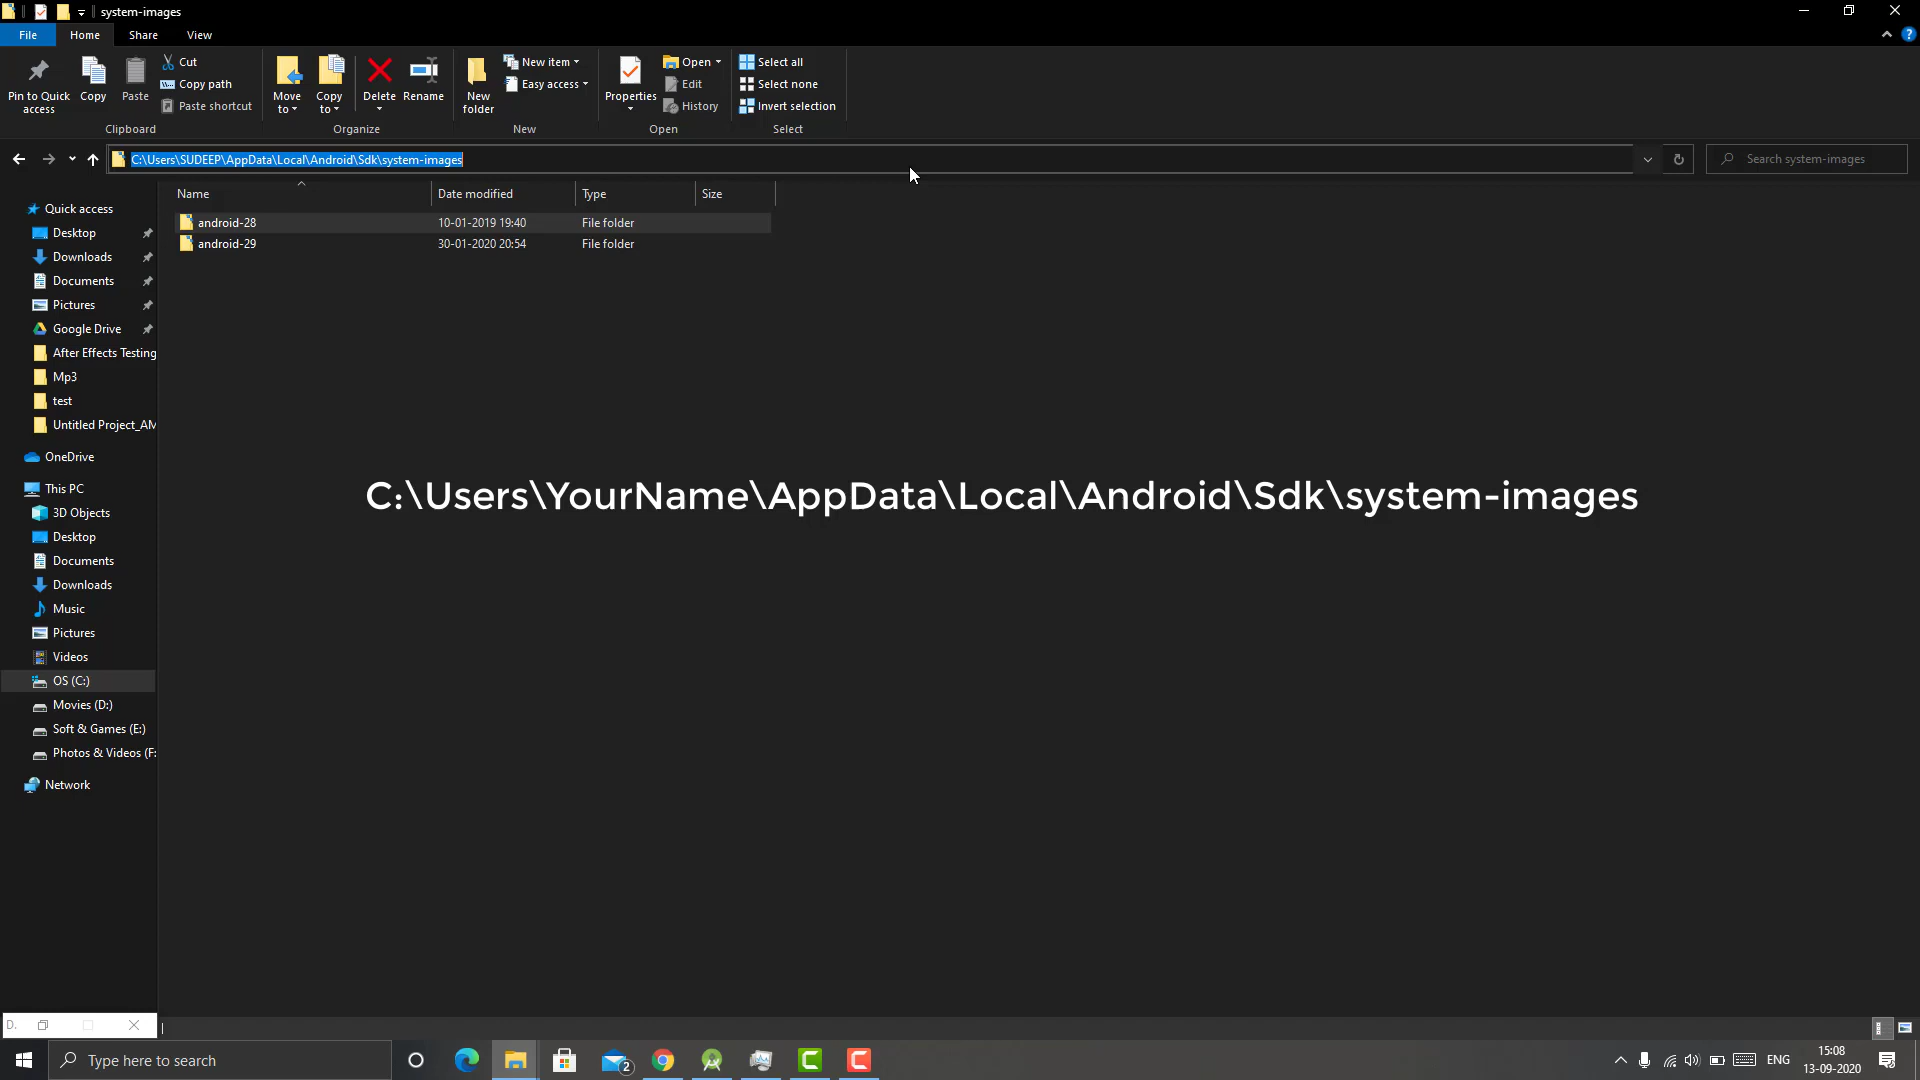 system-images
File Home Share View
Pin to Quick access
Copy
Paste
Cut
Copy path
Paste shortcut
Clipboard
Move to
Copy to
Delete
Rename
Organize
New folder
New item
Easy access
New
Properties
Open
Edit
History
Open
Select all
Select none
Invert selection
Select
C:\Users\SUDEEP\AppData\Local\Android\Sdk\system-images
Search system-images
Name Date modified Type Size
android-28 10-01-2019 19:40 File folder
android-29 30-01-2020 20:54 File folder
Quick access
Desktop
Downloads
Documents
Pictures
Google Drive
After Effects Testing
Mp3
test
Untitled Project_AM
OneDrive
This PC
3D Objects
Desktop
Documents
Downloads
Music
Pictures
Videos
OS (C:)
Movies (D:)
Soft & Games (E:)
Photos & Videos (F:
Network
C:\Users\YourName\AppData\Local\Android\Sdk\system-images
D.
Type here to search
2
ENG
15:08
13-09-2020